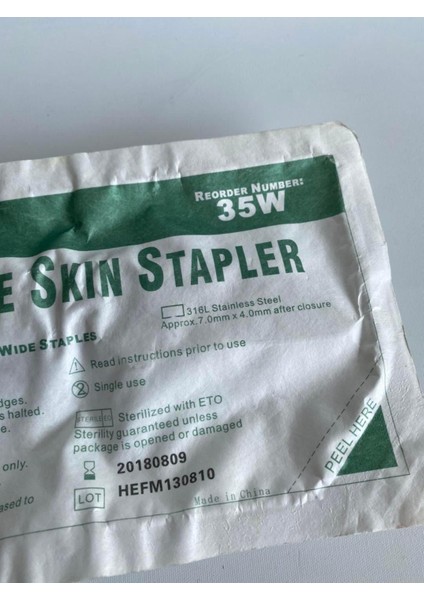 REORDER NUMBER:
35W
E SKIN STAPLER
316L Stainless Steel
Approx.7.0mm x 4.0mm after closure
WIDE STAPLES
Read instructions prior to use
2 Single use
dges.
s halted.
e.
STERILE Sterilized with ETO
Sterility guaranteed unless
package is opened or damaged
only.
20180809
ased to
LOT HEFM130810
Made in China
PEEL HERE